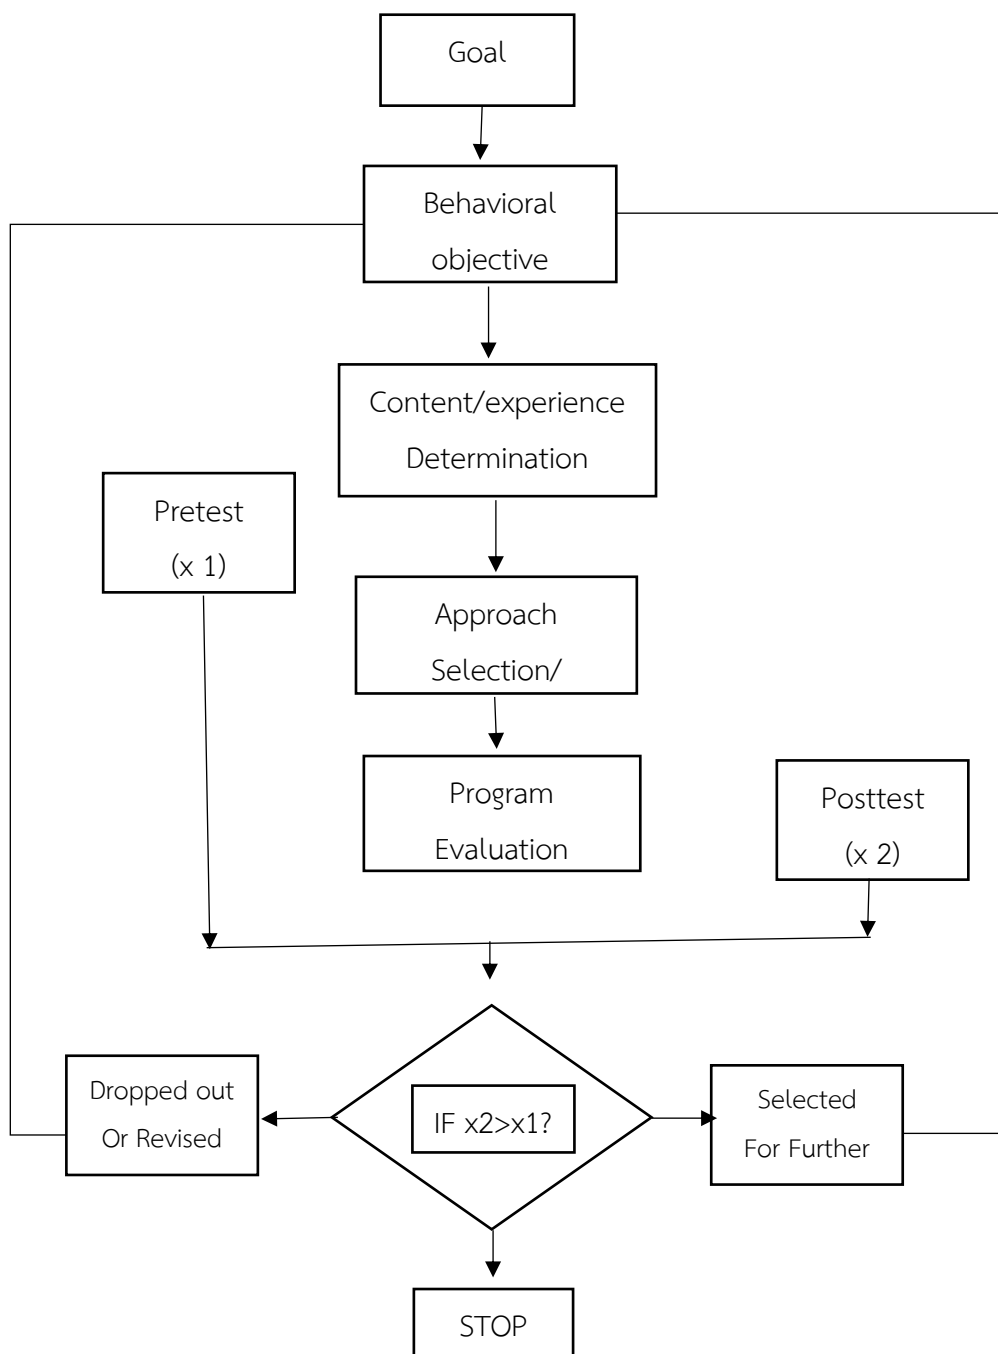 Goal
Behavioral
objective
Content/experience
Determination
Pretest
(x 1)
Approach
Selection/
Program
Evaluation
Posttest
(x 2)
Dropped out
Or Revised
IF x2>x1?
Selected
For Further
STOP